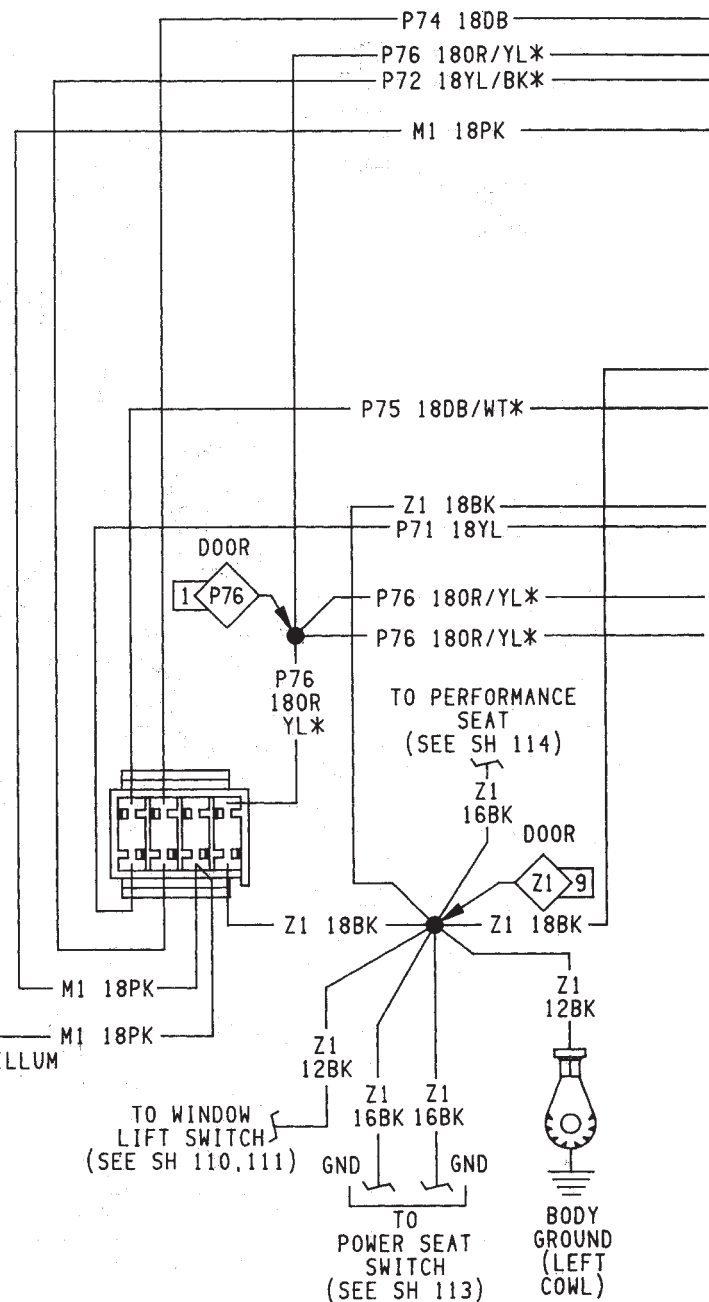 P74 18DB
P76 18OR/YL*
P72 18YL/BK*
M1 18PK
P75 18DB/WT*
Z1 18BK
P71 18YL
DOOR
1 P76
P76 18OR/YL*
P76 18OR/YL*
P76
18OR
YL*
TO PERFORMANCE
SEAT
(SEE SH 114)
Z1
16BK
DOOR
Z1 9
Z1 18BK
Z1 18BK
M1 18PK
M1 18PK
ILLUM
Z1
12BK
Z1
12BK
Z1
16BK
Z1
16BK
TO WINDOW
LIFT SWITCH
(SEE SH 110,111)
GND
GND
TO
POWER SEAT
SWITCH
(SEE SH 113)
BODY
GROUND
(LEFT
COWL)